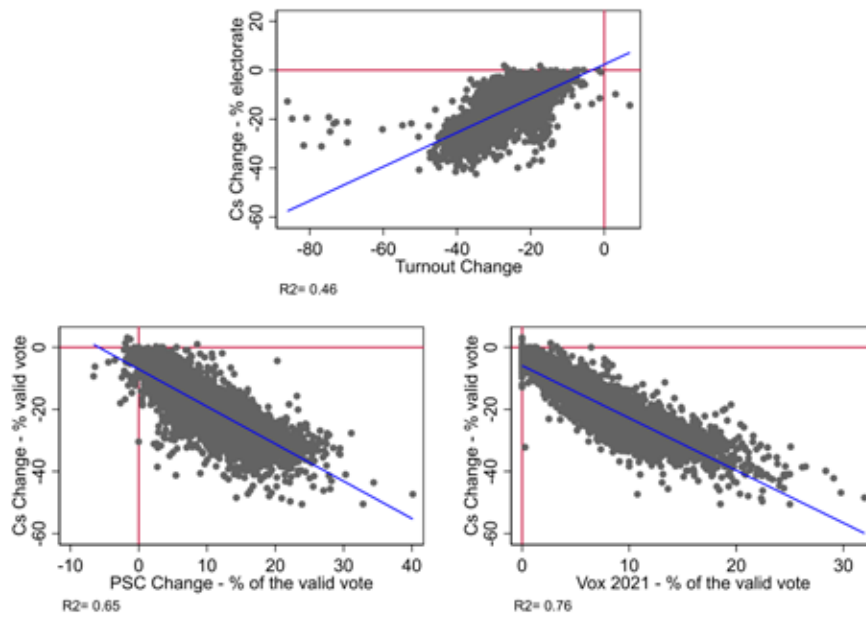 Cs Change - % electorate
20
0
-20
-40
-60
-80 -60 -40 -20 0
Turnout Change
R2= 0.46
Cs Change - % valid vote
0
-20
-40
-60
-10 0 10 20 30 40
PSC Change - % of the valid vote
R2= 0.65
Cs Change - % valid vote
0
-20
-40
-60
0 10 20 30
Vox 2021 - % of the valid vote
R2= 0.76